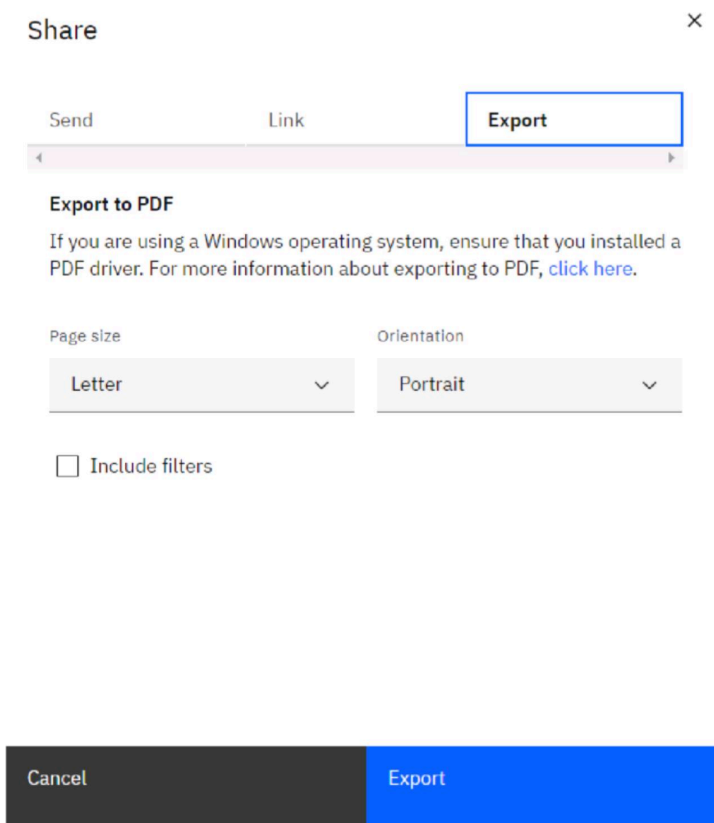 Share
Send Link Export
Export to PDF
If you are using a Windows operating system, ensure that you installed a
PDF driver. For more information about exporting to PDF, click here.
Page size Orientation
Letter Portrait
Include filters
Cancel Export